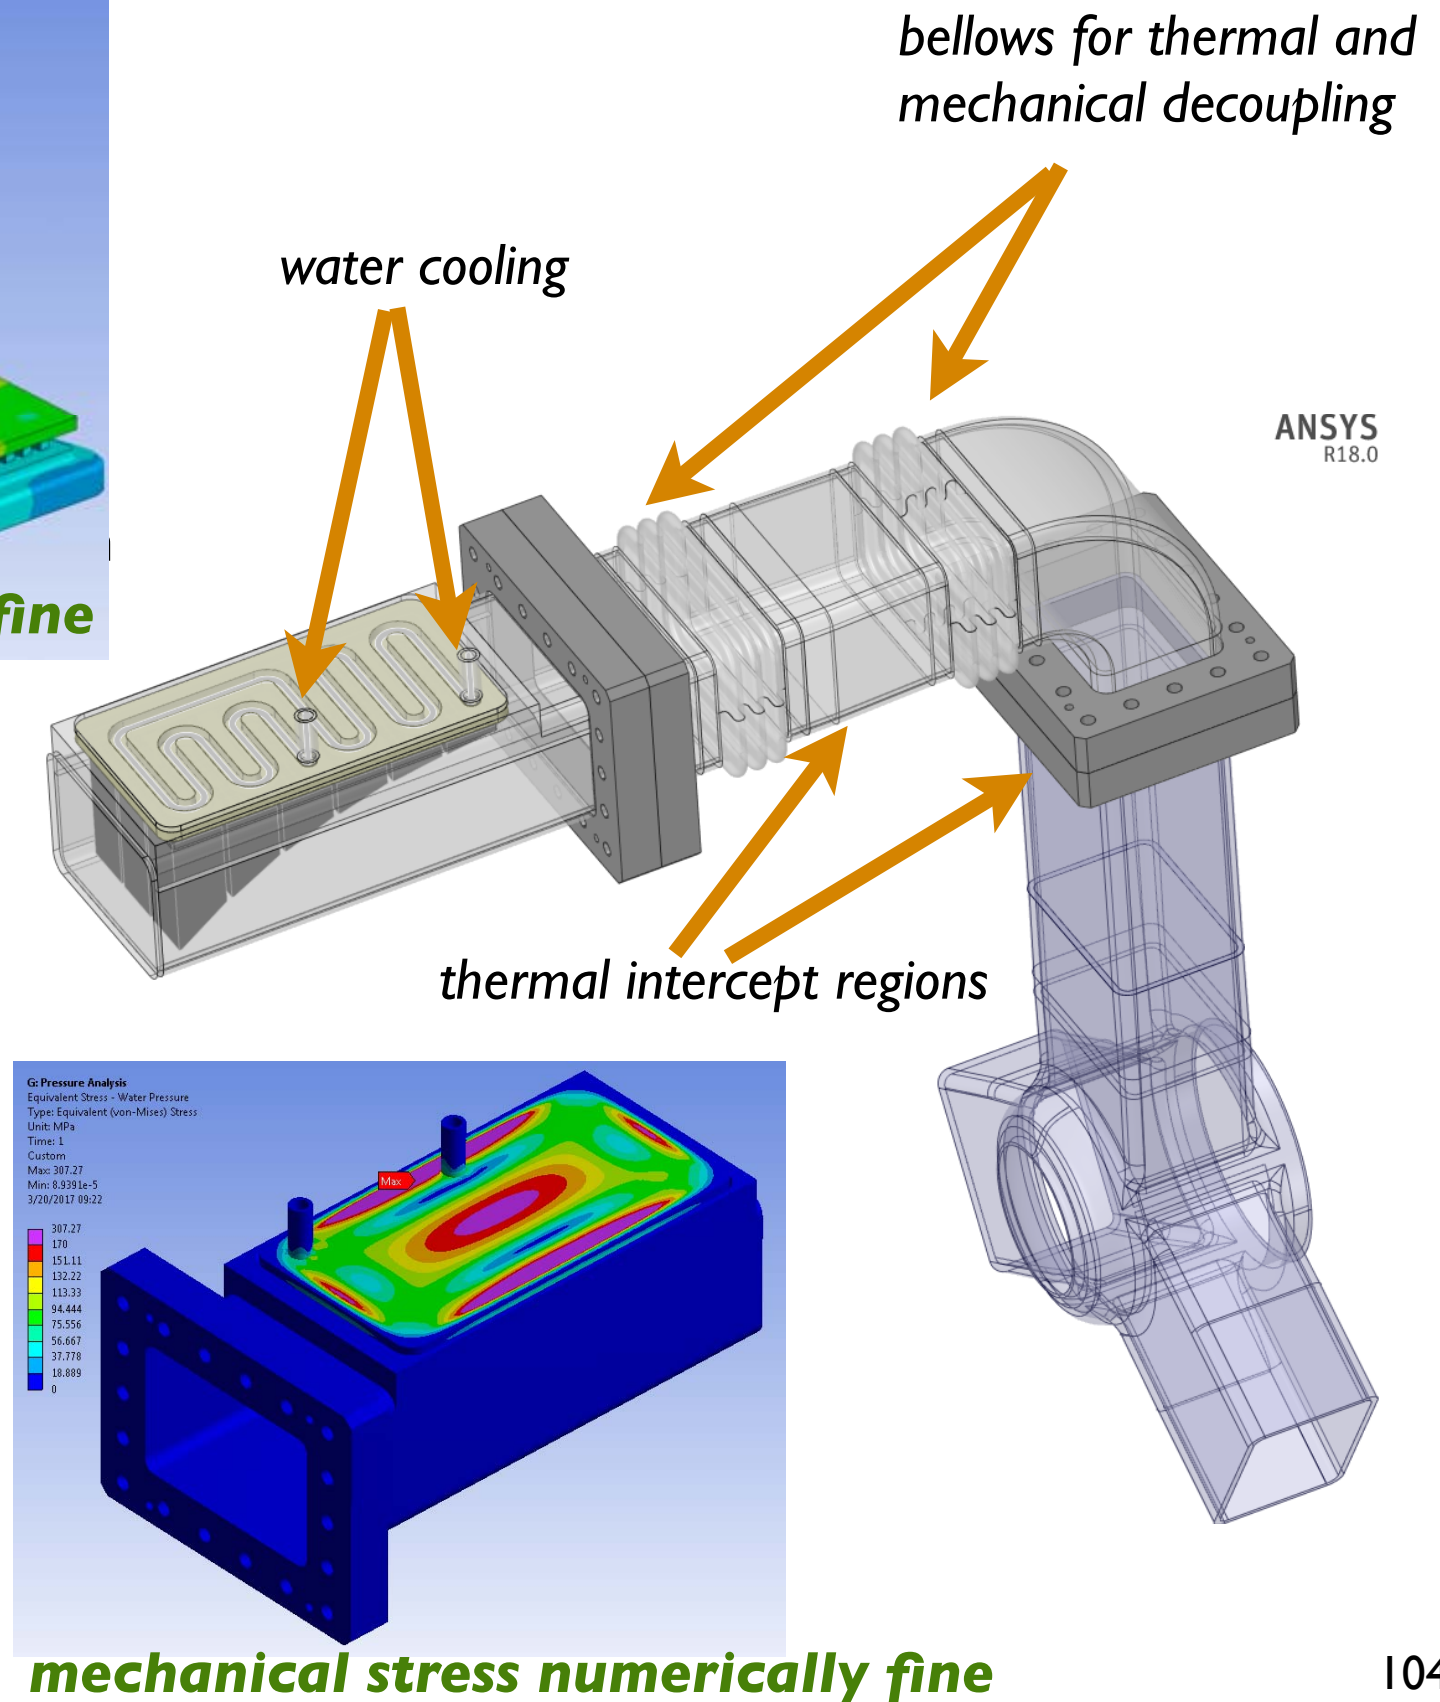 bellows for thermal and
mechanical decoupling
water cooling
ANSYS
R18.0
fine
thermal intercept regions
G: Pressure Analysis
Equivalent Stress - Water Pressure
Type: Equivalent (von-Mises) Stress
Unit: MPa
Time: 1
Custom
Max: 307.27
Min: 8.9391e-5
3/20/2017 09:22
Max
307.27
170
151.11
132.22
113.33
94.444
75.556
56.667
37.778
18.889
0
mechanical stress numerically fine
104